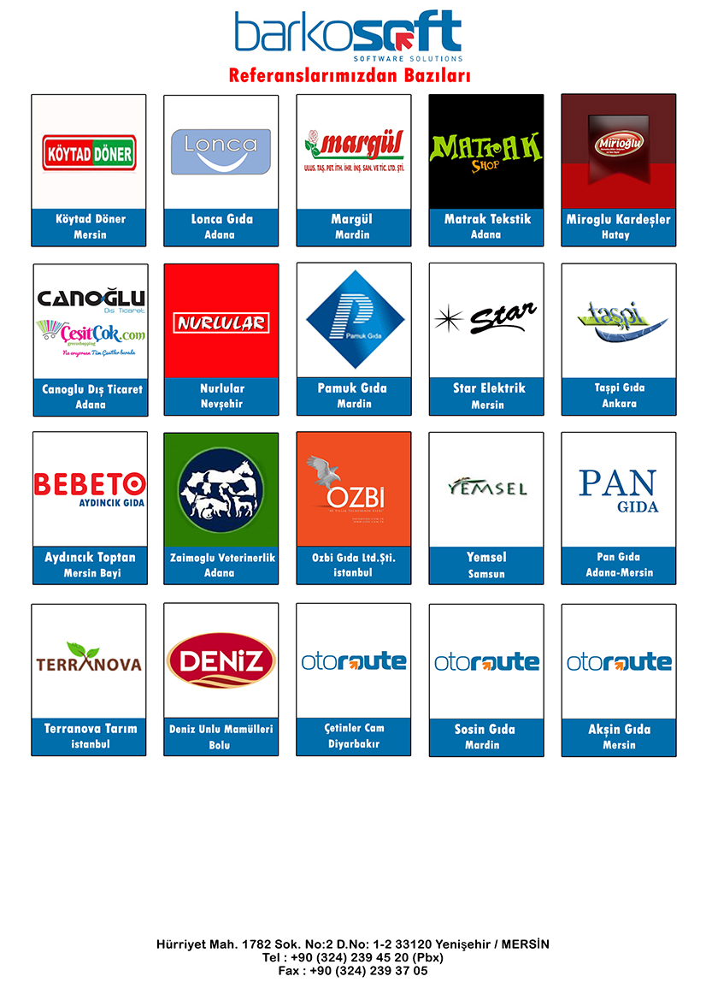 barkosoft
SOFTWARE SOLUTIONS
Referanslarımızdan Bazıları
KÖYTAD DÖNER
Köytad Döner
Mersin
Lonca
Lonca Gıda
Adana
margül
ULUS. TAŞ. PET. İTH. İHR. İNŞ. SAN. VE TİC. LTD. ŞTİ.
Margül
Mardin
MATRAK
SHOP
Matrak Tekstik
Adana
Mirioğlu
Miroglu Kardeşler
Hatay
CANOĞLU
Dış Ticaret
ÇeşitÇok.com
Ne arıyorsan Tüm Çeşitler burada
Canoglu Dış Ticaret
Adana
NURLULAR
Nurlular
Nevşehir
P
Pamuk Gıda
Pamuk Gıda
Mardin
Star
Star Elektrik
Mersin
taşpi
Taşpi Gıda
Ankara
BEBETO
AYDINCIK GIDA
Aydıncık Toptan
Mersin Bayi
Zaimoglu Veterinerlik
Adana
OZBI
Ozbi Gıda Ltd.Şti.
istanbul
YEMSEL
Yemsel
Samsun
PAN
GIDA
Pan Gıda
Adana-Mersin
TERRANOVA
Terranova Tarım
istanbul
DENİZ
Deniz Unlu Mamülleri
Bolu
otoroute
Çetinler Cam
Diyarbakır
otoroute
Sosin Gıda
Mardin
otoroute
Akşin Gıda
Mersin
Hürriyet Mah. 1782 Sok. No:2 D.No: 1-2 33120 Yenişehir / MERSİN
Tel : +90 (324) 239 45 20 (Pbx)
Fax : +90 (324) 239 37 05